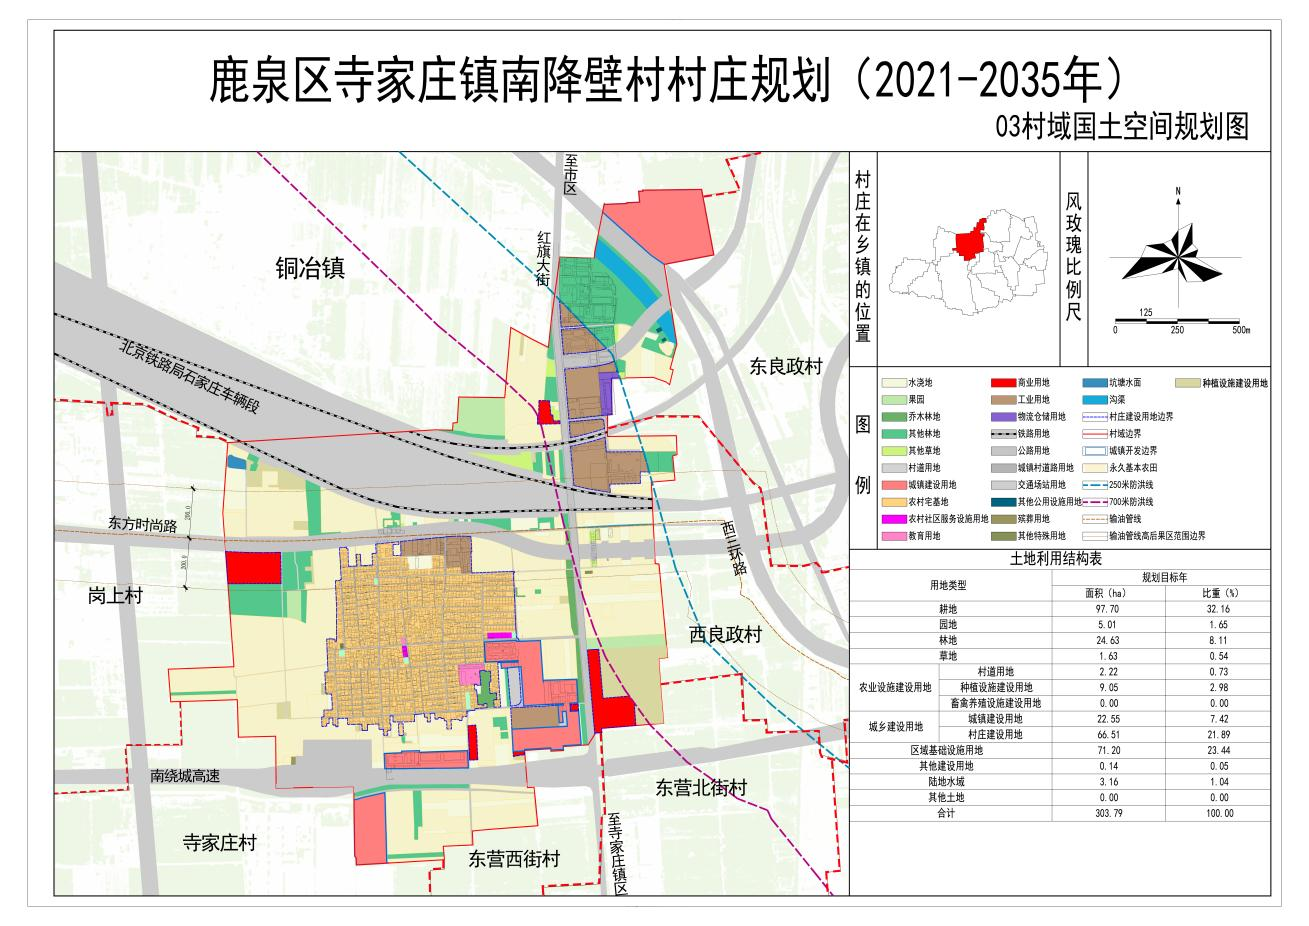 鹿泉区寺家庄镇南降壁村村庄规划（2021-2035年）
03村域国土空间规划图
至市区
红旗大街
铜冶镇
北京铁路局石家庄车辆段
东良政村
东方时尚路
200.0
200.0
西三环路
岗上村
西良政村
南绕城高速
东营北街村
寺家庄村
东营西街村
至寺家庄镇区
村庄在乡镇的位置
风玫瑰比例尺
N
125
0 250 500m
图例
水浇地 商业用地 坑塘水面 种植设施建设用地
果园 工业用地 沟渠
乔木林地 物流仓储用地 村庄建设用地边界
其他林地 铁路用地 村域边界
其他草地 公路用地 城镇开发边界
村道用地 城镇村道路用地 永久基本农田
城镇建设用地 交通场站用地 250米防洪线
农村宅基地 其他公用设施用地 700米防洪线
农村社区服务设施用地 殡葬用地 输油管线
教育用地 其他特殊用地 输油管线高后果区范围边界
土地利用结构表
用地类型 规划目标年
面积（ha） 比重（%）
耕地 97.70 32.16
园地 5.01 1.65
林地 24.63 8.11
草地 1.63 0.54
农业设施建设用地 村道用地 2.22 0.73
种植设施建设用地 9.05 2.98
畜禽养殖设施建设用地 0.00 0.00
城乡建设用地 城镇建设用地 22.55 7.42
村庄建设用地 66.51 21.89
区域基础设施用地 71.20 23.44
其他建设用地 0.14 0.05
陆地水域 3.16 1.04
其他土地 0.00 0.00
合计 303.79 100.00